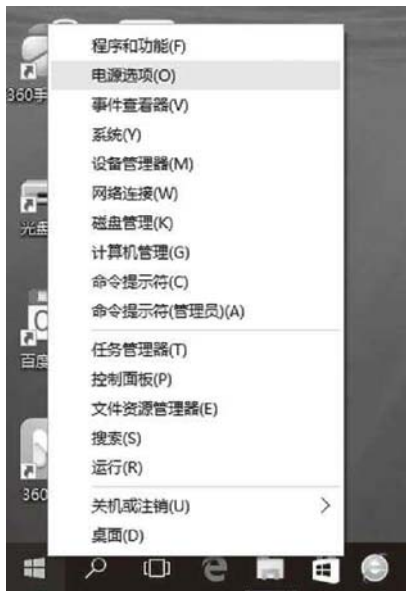 程序和功能(F)
电源选项(O)
事件查看器(V)
系统(Y)
设备管理器(M)
网络连接(W)
磁盘管理(K)
计算机管理(G)
命令提示符(C)
命令提示符(管理员)(A)
任务管理器(T)
控制面板(P)
文件资源管理器(E)
搜索(S)
运行(R)
关机或注销(U)
桌面(D)
360手
光盘
百度
360